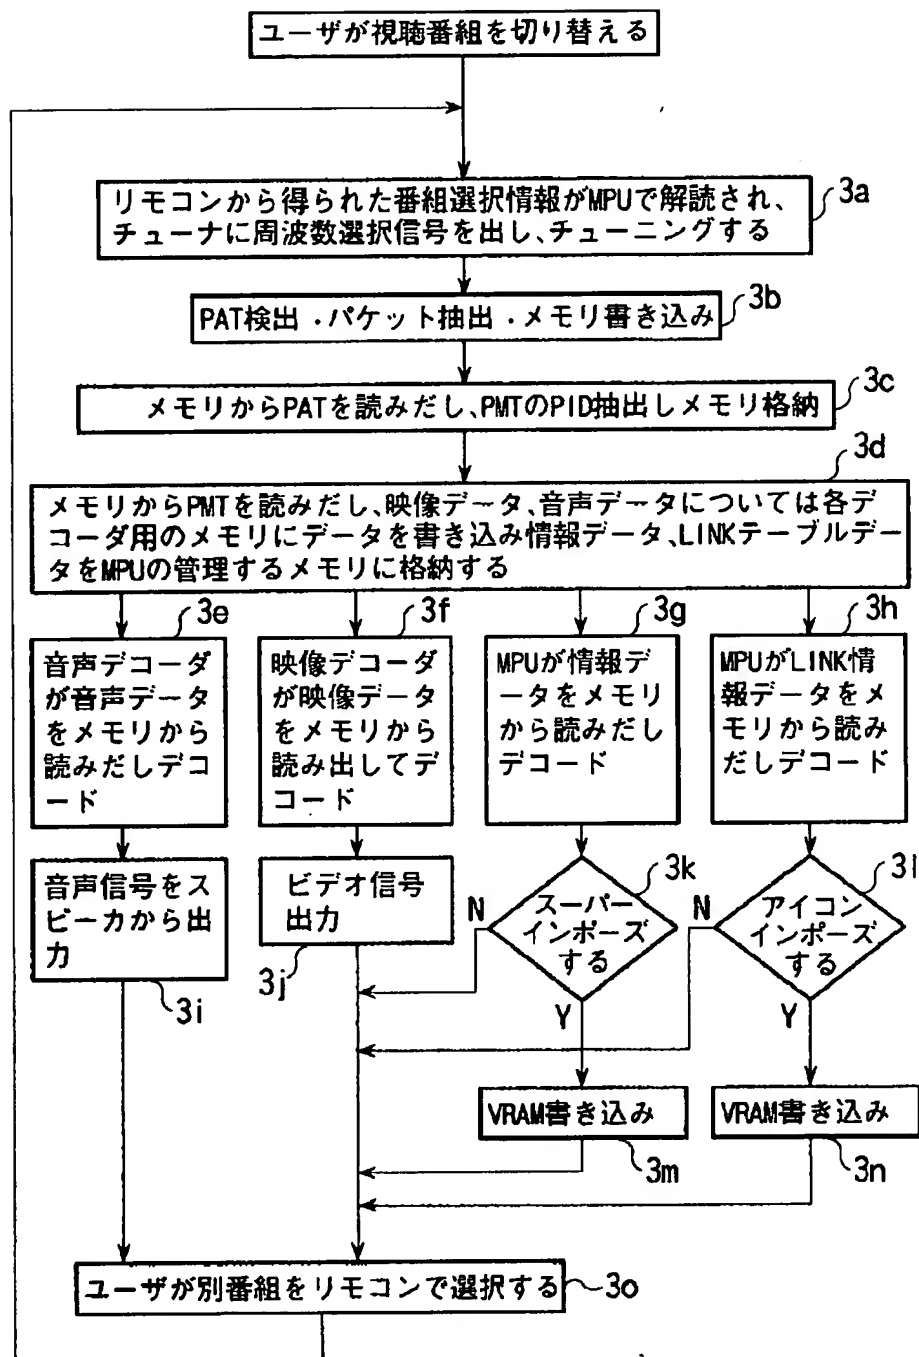 ユーザが視聴番組を切り替える
リモコンから得られた番組選択情報がMPUで解読され、
チューナに周波数選択信号を出し、チューニングする
3a
PAT検出・パケット抽出・メモリ書き込み
3b
メモリからPATを読みだし、PMTのPID抽出しメモリ格納
3c
3d
メモリからPMTを読みだし、映像データ、音声データについては各デ
コーダ用のメモリにデータを書き込み情報データ、LINKテーブルデー
タをMPUの管理するメモリに格納する
3e
音声デコーダ
が音声データ
をメモリから
読みだしデコ
ード
3f
映像デコーダ
が映像データ
をメモリから
読み出してデ
コード
3g
MPUが情報デ
ータをメモリ
から読みだし
デコード
3h
MPUがLINK情
報データをメ
モリから読み
だしデコード
音声信号をス
ピーカから出
力
3i
ビデオ信号
出力
3j
スーパー
インポーズ
する
3k
N
Y
アイコン
インポーズ
する
3l
N
Y
VRAM書き込み
3m
VRAM書き込み
3n
ユーザが別番組をリモコンで選択する
3o